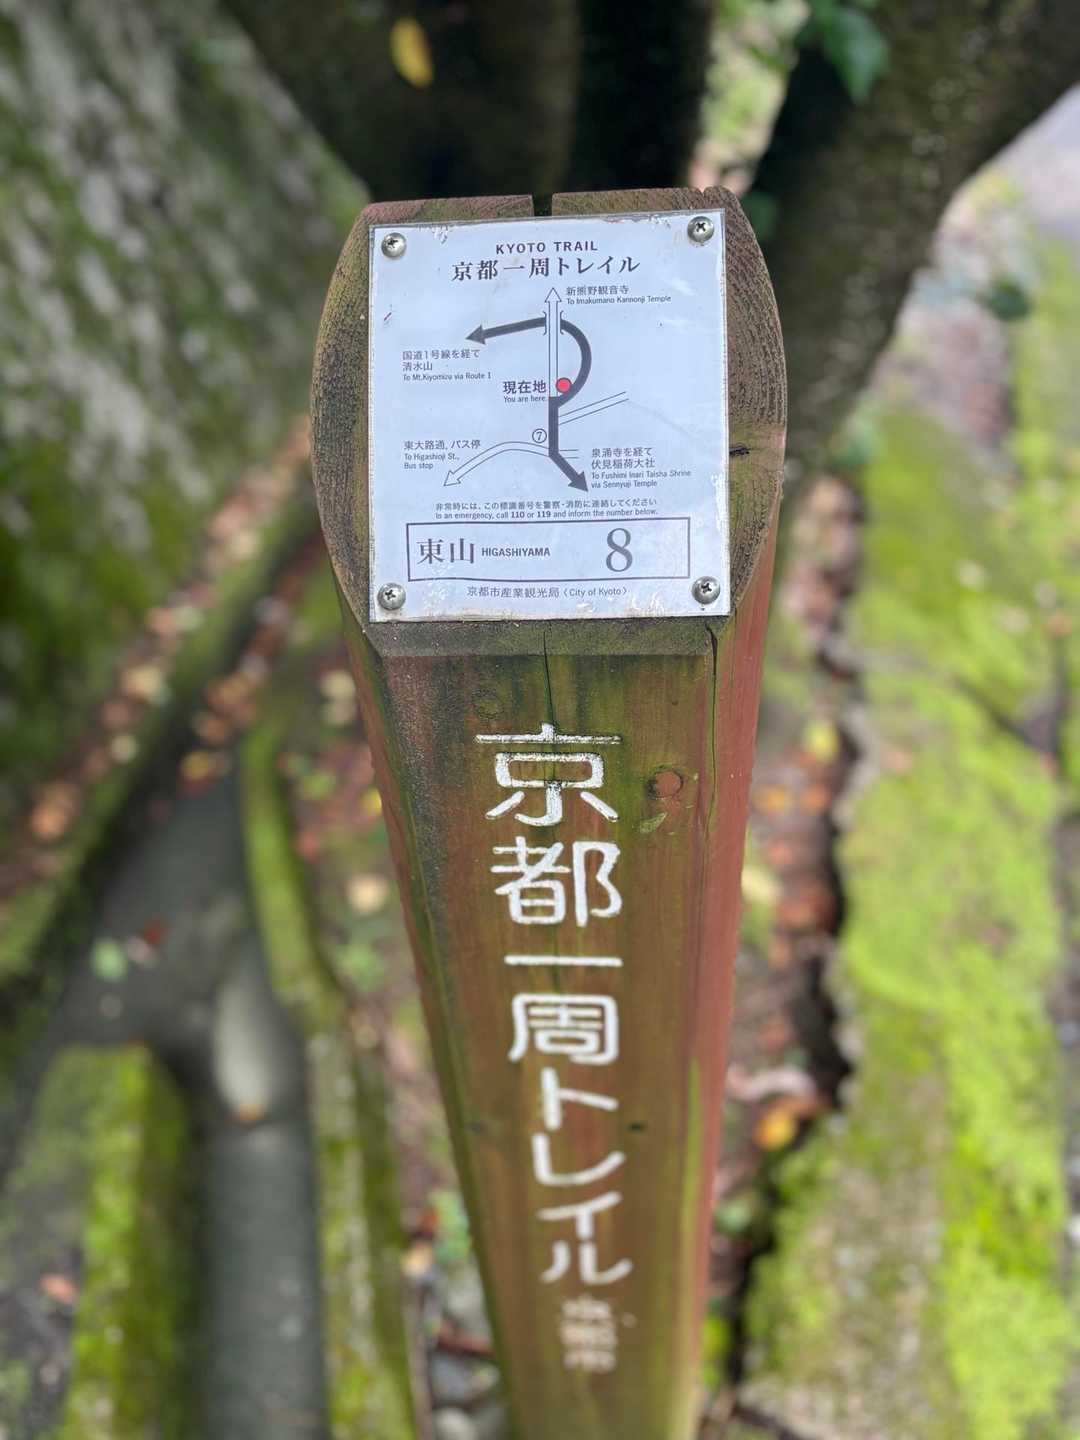 KYOTO TRAIL
京都一周トレイル
新熊野観音寺
To Imakumano Kannonji Temple
国道1号線を経て
清水山
To Mt.Kiyomizu via Route 1
現在地
You are here.
⑦
東大路通, バス停
To Higashioji St.,
Bus stop
泉涌寺を経て
伏見稲荷大社
To Fushimi Inari Taisha Shrine
via Sennyuji Temple
非常時には、この標識番号を警察・消防に連絡してください
In an emergency, call 110 or 119 and inform the number below.
東山 HIGASHIYAMA 8
京都市産業観光局〈City of Kyoto〉
京都一周トレイル
京都市